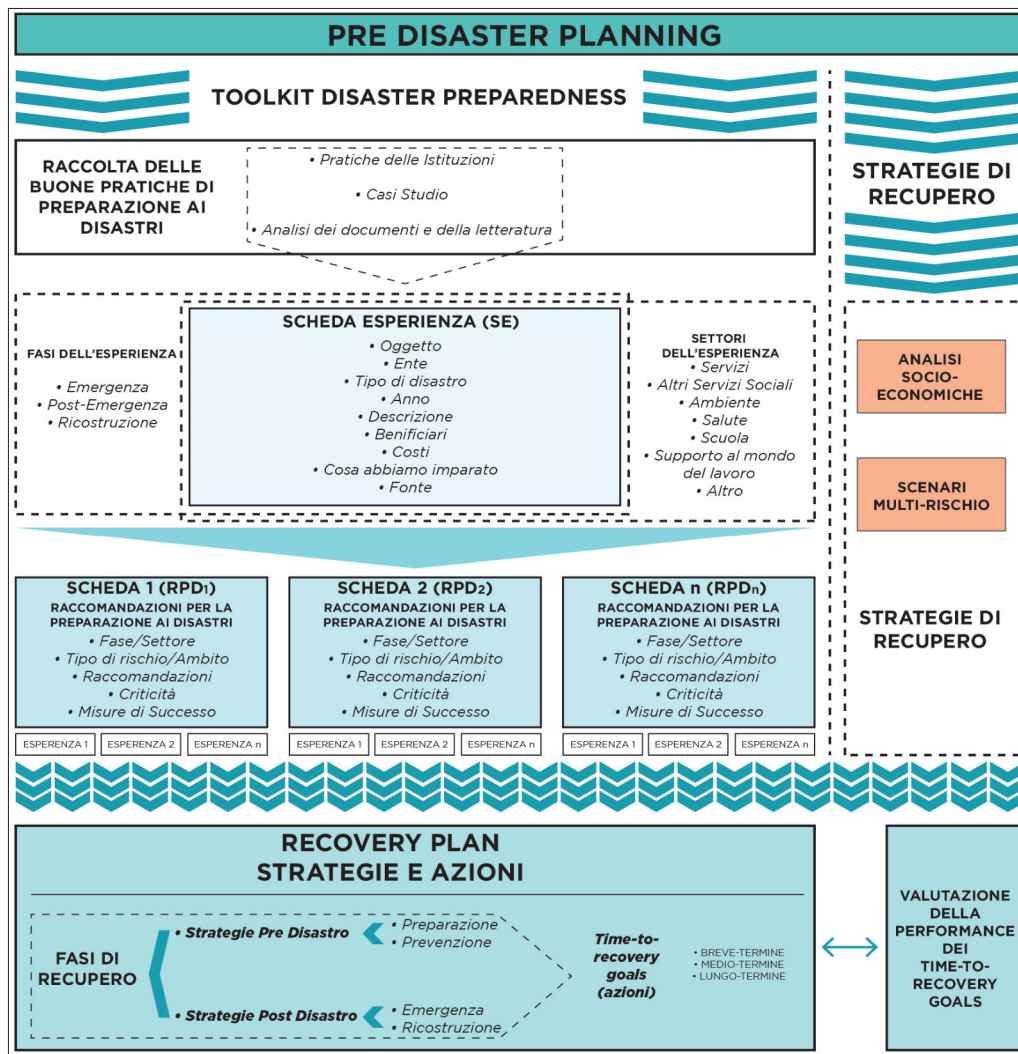 PRE DISASTER PLANNING
TOOLKIT DISASTER PREPAREDNESS
RACCOLTA DELLE
BUONE PRATICHE DI
PREPARAZIONE AI
DISASTRI
• Pratiche delle Istituzioni
• Casi Studio
• Analisi dei documenti e della letteratura
FASI DELL'ESPERIENZA
• Emergenza
• Post-Emergenza
• Ricostruzione
SCHEDA ESPERIENZA (SE)
• Oggetto
• Ente
• Tipo di disastro
• Anno
• Descrizione
• Benificiari
• Costi
• Cosa abbiamo imparato
• Fonte
SETTORI
DELL'ESPERIENZA
• Servizi
• Altri Servizi Sociali
• Ambiente
• Salute
• Scuola
• Supporto al mondo
del lavoro
• Altro
SCHEDA 1 (RPD1)
RACCOMANDAZIONI PER LA
PREPARAZIONE AI DISASTRI
• Fase/Settore
• Tipo di rischio/Ambito
• Raccomandazioni
• Criticità
• Misure di Successo
ESPERENZA 1
ESPERENZA 2
ESPERENZA n
SCHEDA 2 (RPD2)
RACCOMANDAZIONI PER LA
PREPARAZIONE AI DISASTRI
• Fase/Settore
• Tipo di rischio/Ambito
• Raccomandazioni
• Criticità
• Misure di Successo
ESPERENZA 1
ESPERENZA 2
ESPERENZA n
SCHEDA n (RPDn)
RACCOMANDAZIONI PER LA
PREPARAZIONE AI DISASTRI
• Fase/Settore
• Tipo di rischio/Ambito
• Raccomandazioni
• Criticità
• Misure di Successo
ESPERENZA 1
ESPERENZA 2
ESPERENZA n
STRATEGIE DI
RECUPERO
ANALISI
SOCIO-
ECONOMICHE
SCENARI
MULTI-RISCHIO
STRATEGIE DI
RECUPERO
RECOVERY PLAN
STRATEGIE E AZIONI
FASI DI
RECUPERO
• Strategie Pre Disastro
• Preparazione
• Prevenzione
• Strategie Post Disastro
• Emergenza
• Ricostruzione
Time-to-
recovery
goals
(azioni)
• BREVE-TERMINE
• MEDIO-TERMINE
• LUNGO-TERMINE
VALUTAZIONE
DELLA
PERFORMANCE
DEI
TIME-TO-
RECOVERY
GOALS